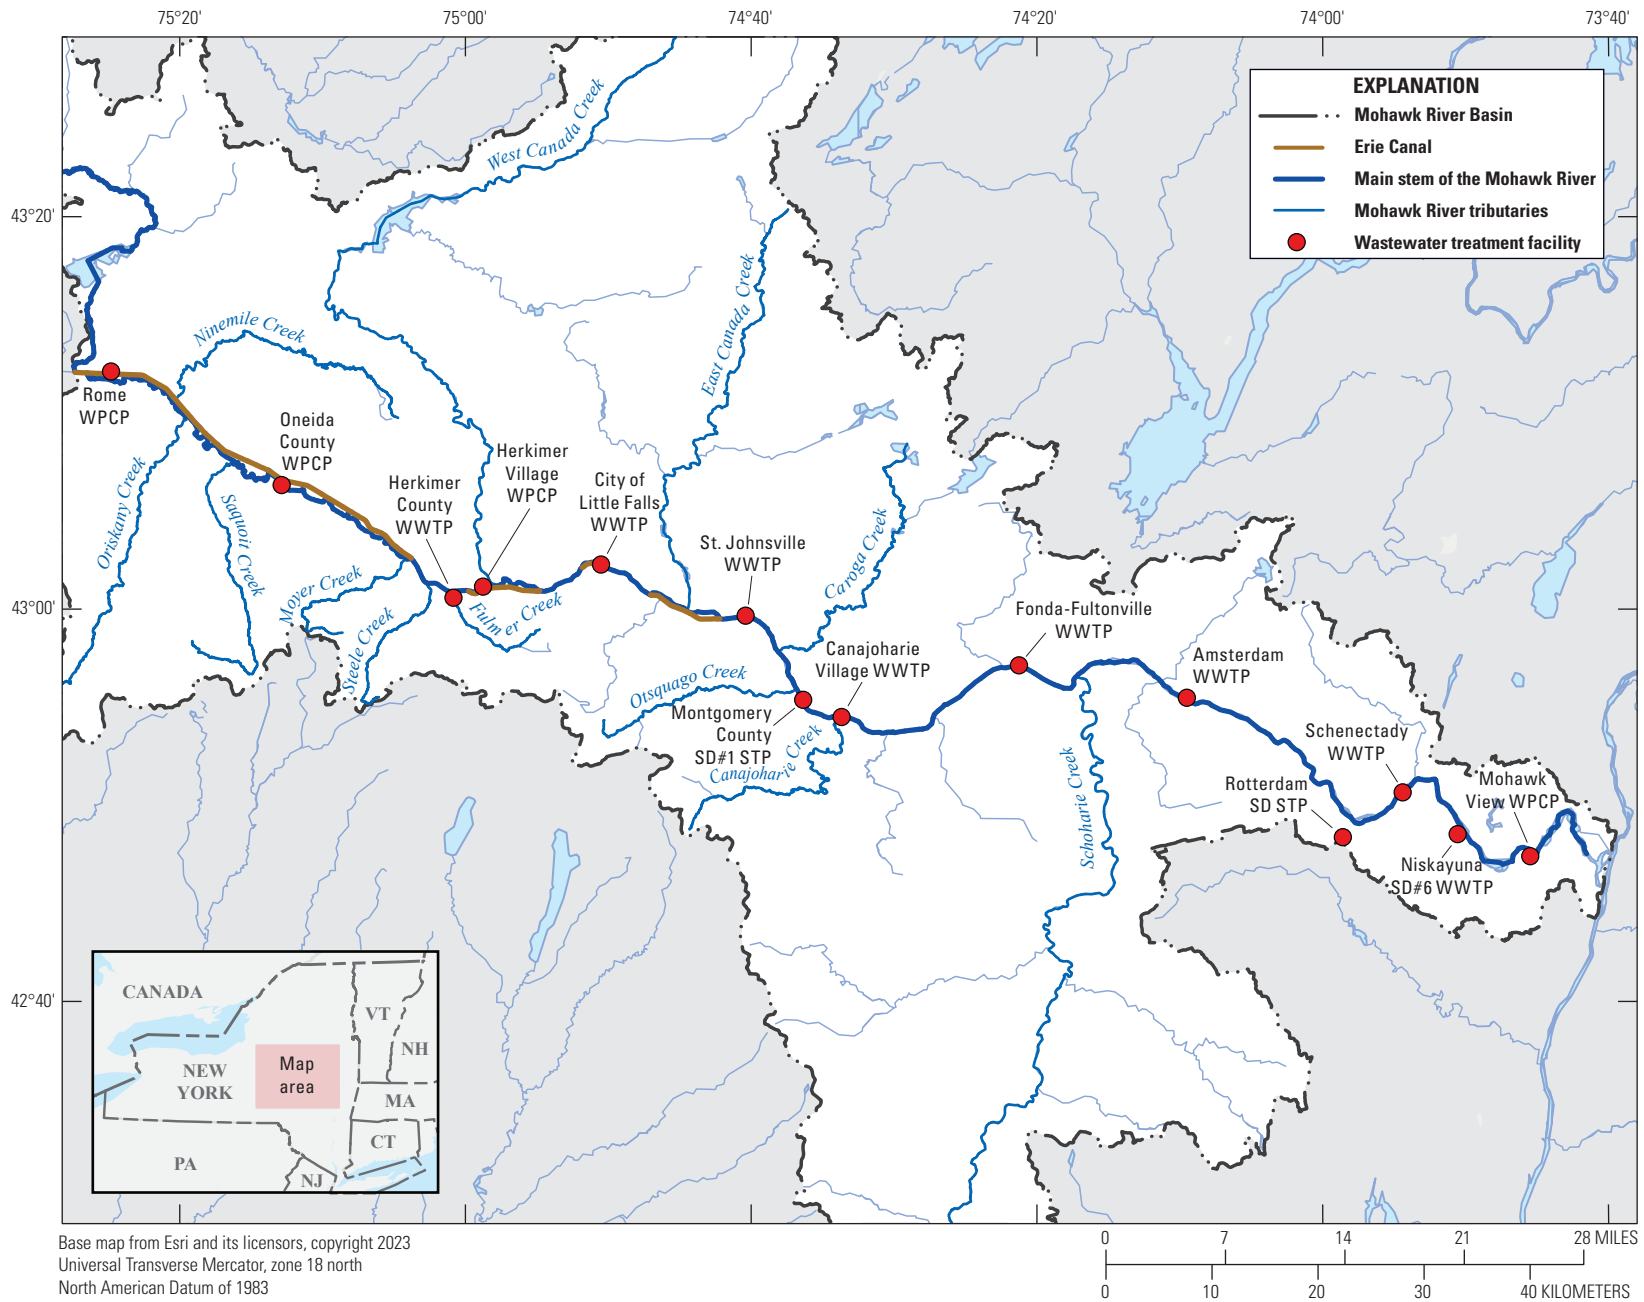 75°20'
75°00'
74°40'
74°20'
74°00'
73°40'
43°20'
43°00'
42°40'
EXPLANATION
Mohawk River Basin
Erie Canal
Main stem of the Mohawk River
Mohawk River tributaries
Wastewater treatment facility
West Canada Creek
East Canada Creek
Ninemile Creek
Rome
WPCP
Oneida
County
WPCP
Oriskany Creek
Saquoit Creek
Herkimer
County
WWTP
Herkimer
Village
WPCP
City of
Little Falls
WWTP
Moyer Creek
Steele Creek
Fulmer Creek
St. Johnsville
WWTP
Caroga Creek
Canajoharie
Village WWTP
Otsquago Creek
Montgomery
County
SD#1 STP
Canajoharie Creek
Fonda-Fultonville
WWTP
Schoharie Creek
Amsterdam
WWTP
Schenectady
WWTP
Rotterdam
SD STP
Mohawk
View WPCP
Niskayuna
SD#6 WWTP
CANADA
NEW
YORK
Map
area
VT
NH
MA
CT
PA
NJ
Base map from Esri and its licensors, copyright 2023
Universal Transverse Mercator, zone 18 north
North American Datum of 1983
0 7 14 21 28 MILES
0 10 20 30 40 KILOMETERS